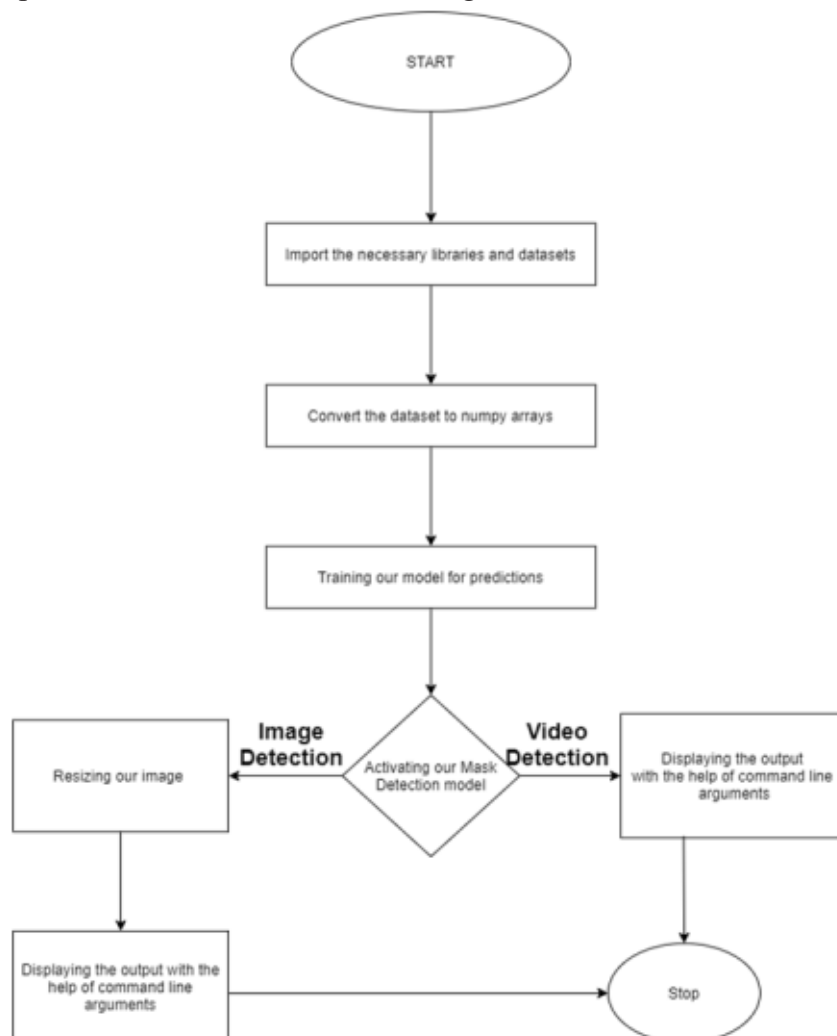 START
Import the necessary libraries and datasets
Convert the dataset to numpy arrays
Training our model for predictions
Image
Detection
Video
Detection
Activating our Mask
Detection model
Resizing our image
Displaying the output
with the help of command line
arguments
Displaying the output with the
help of command line
arguments
Stop